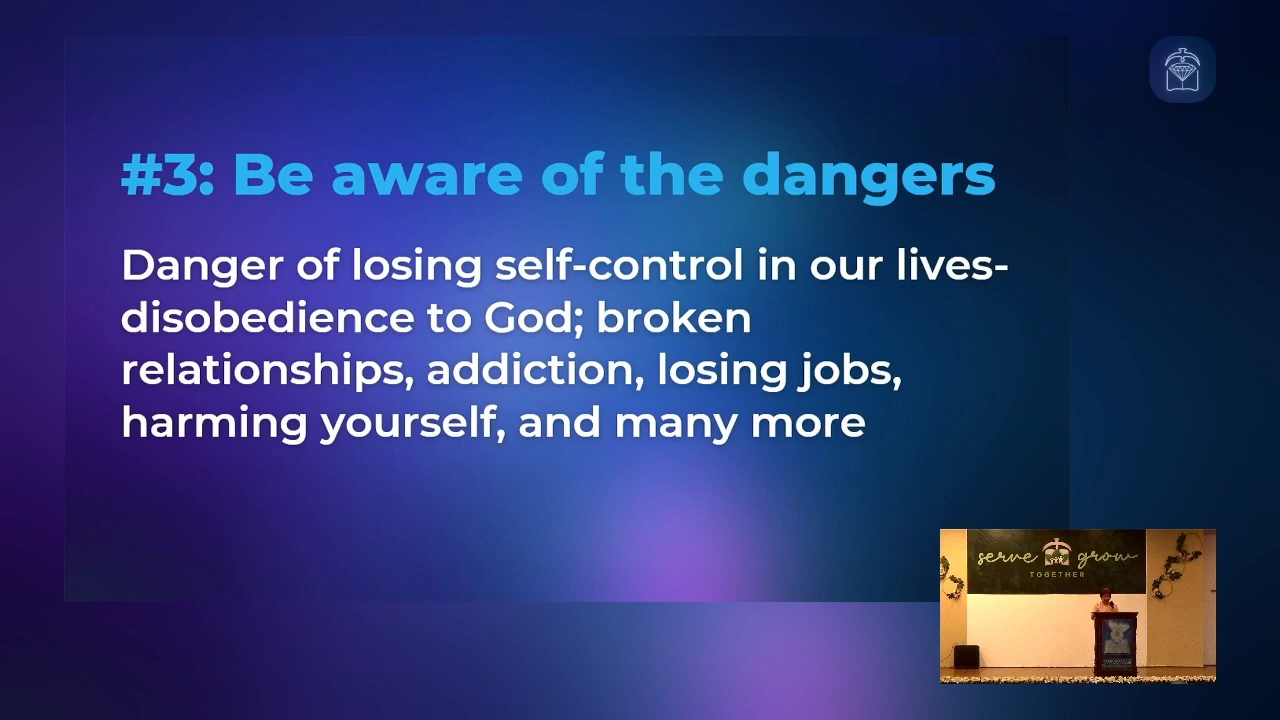 #3: Be aware of the dangers
Danger of losing self-control in our lives-
disobedience to God; broken
relationships, addiction, losing jobs,
harming yourself, and many more
serve grow
TOGETHER